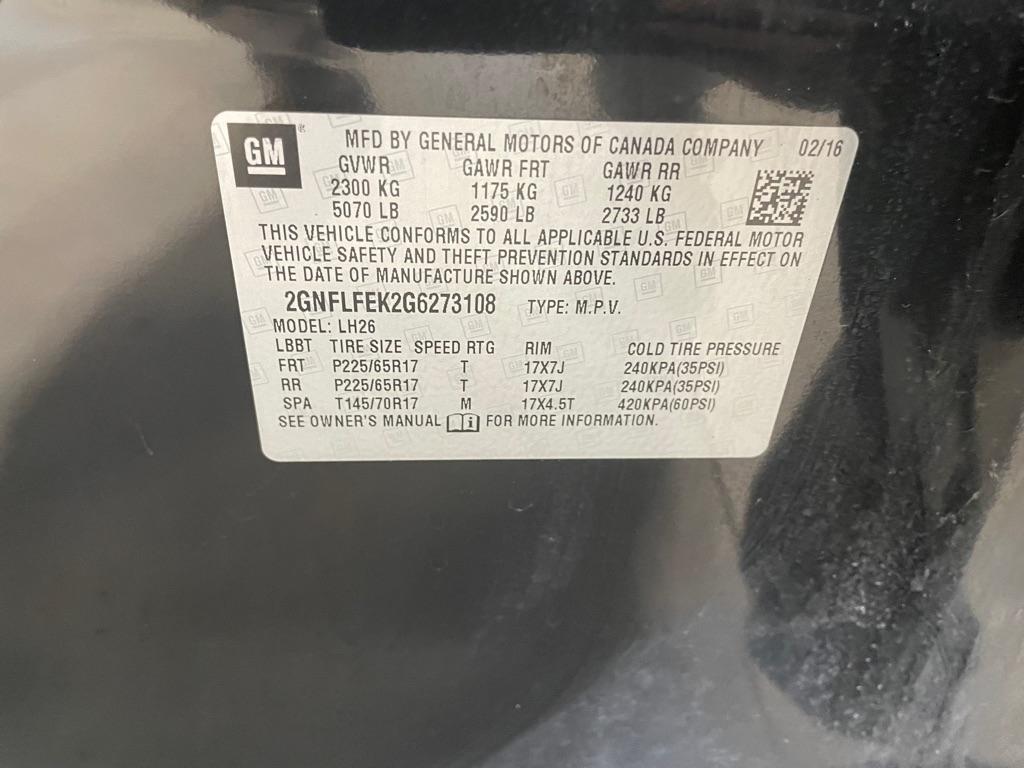 GM MFD BY GENERAL MOTORS OF CANADA COMPANY 02/16
GVWR GAWR FRT GAWR RR
2300 KG 1175 KG 1240 KG
5070 LB 2590 LB 2733 LB
THIS VEHICLE CONFORMS TO ALL APPLICABLE U.S. FEDERAL MOTOR
VEHICLE SAFETY AND THEFT PREVENTION STANDARDS IN EFFECT ON
THE DATE OF MANUFACTURE SHOWN ABOVE.
2GNFLFEK2G6273108 TYPE: M.P.V.
MODEL: LH26
LBBT TIRE SIZE SPEED RTG RIM COLD TIRE PRESSURE
FRT P225/65R17 T 17X7J 240KPA(35PSI)
RR P225/65R17 T 17X7J 240KPA(35PSI)
SPA T145/70R17 M 17X4.5T 420KPA(60PSI)
SEE OWNER'S MANUAL i FOR MORE INFORMATION.